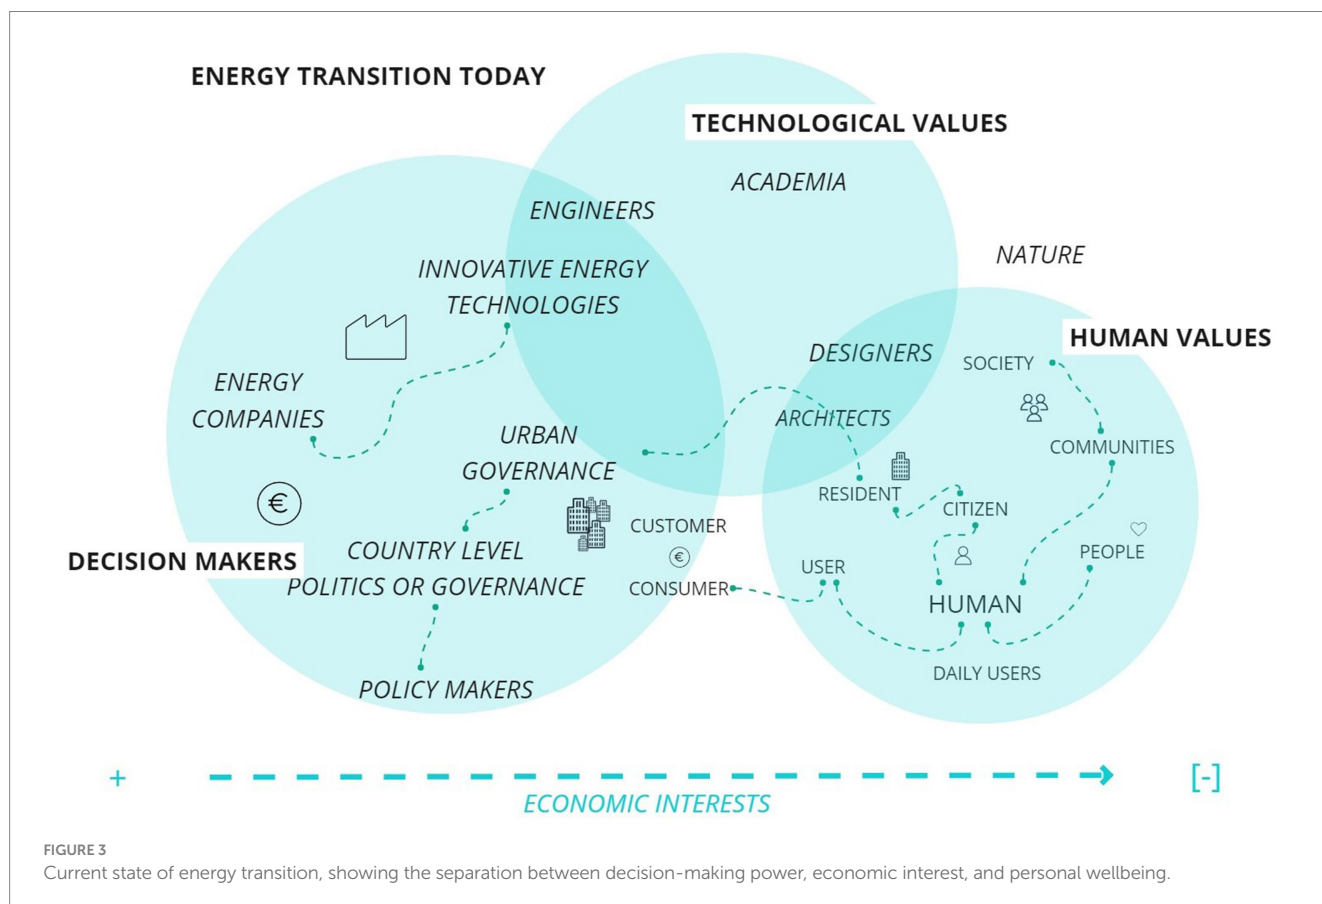 ENERGY TRANSITION TODAY
TECHNOLOGICAL VALUES
ACADEMIA
ENGINEERS
NATURE
INNOVATIVE ENERGY
TECHNOLOGIES
HUMAN VALUES
DESIGNERS
SOCIETY
ENERGY
COMPANIES
ARCHITECTS
URBAN
GOVERNANCE
COMMUNITIES
RESIDENT
CITIZEN
€
CUSTOMER
DECISION MAKERS
COUNTRY LEVEL
POLITICS OR GOVERNANCE
€
PEOPLE
USER
CONSUMER
HUMAN
DAILY USERS
POLICY MAKERS
+
[-]
ECONOMIC INTERESTS
FIGURE 3
Current state of energy transition, showing the separation between decision-making power, economic interest, and personal wellbeing.